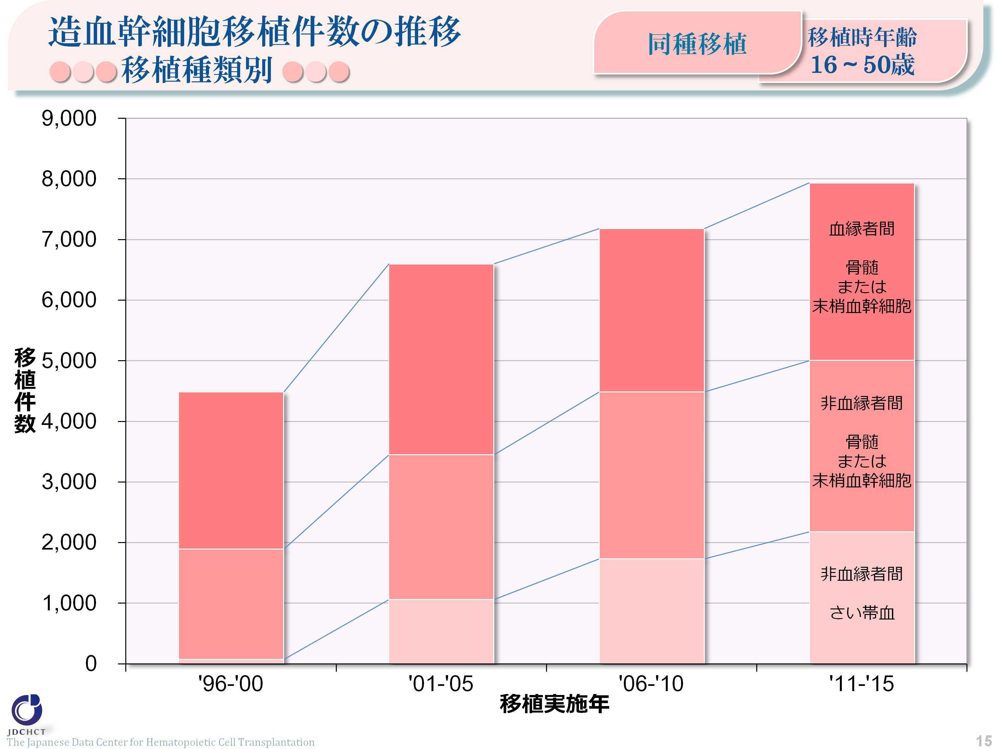 造血幹細胞移植件数の推移
移植種類別
同種移植
移植時年齢
16～50歳
9,000
8,000
7,000
6,000
5,000
4,000
3,000
2,000
1,000
0
移植件数
血縁者間
骨髄
または
末梢血幹細胞
非血縁者間
骨髄
または
末梢血幹細胞
非血縁者間
さい帯血
'96-'00
'01-'05
'06-'10
'11-'15
移植実施年
JDCHCT
The Japanese Data Center for Hematopoietic Cell Transplantation
15